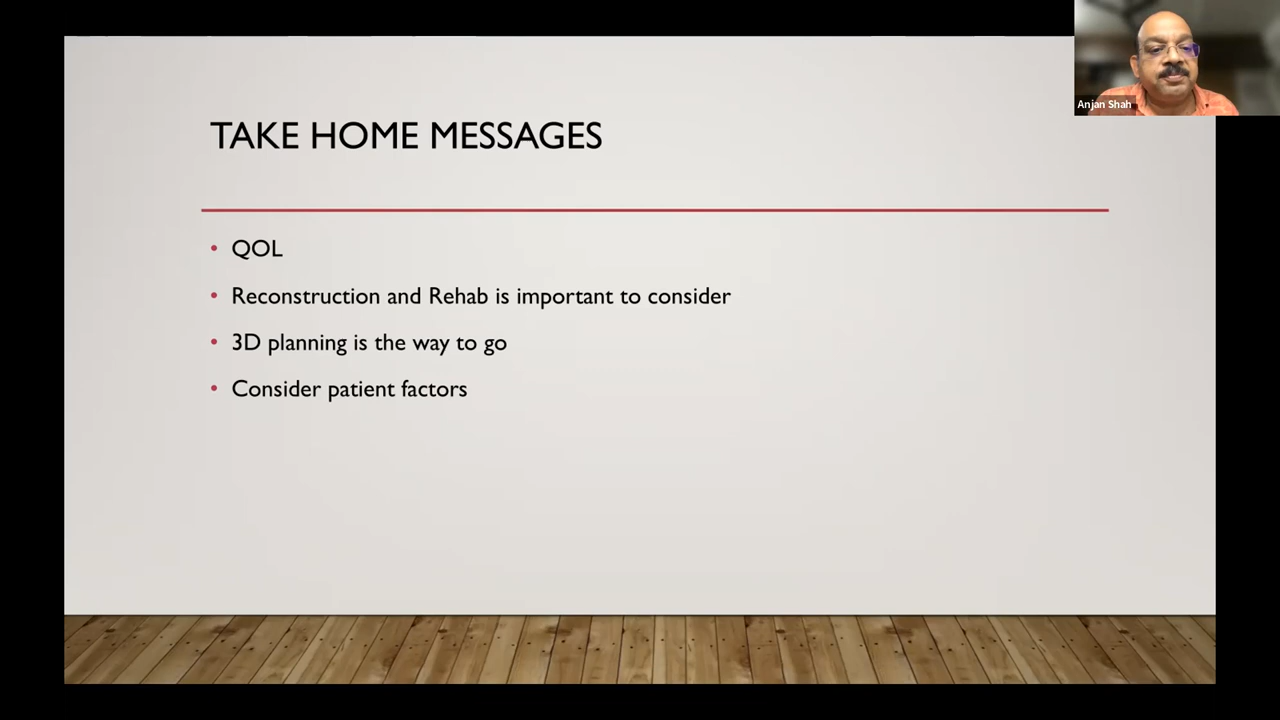 Anjan Shah
TAKE HOME MESSAGES
• QOL
• Reconstruction and Rehab is important to consider
• 3D planning is the way to go
• Consider patient factors